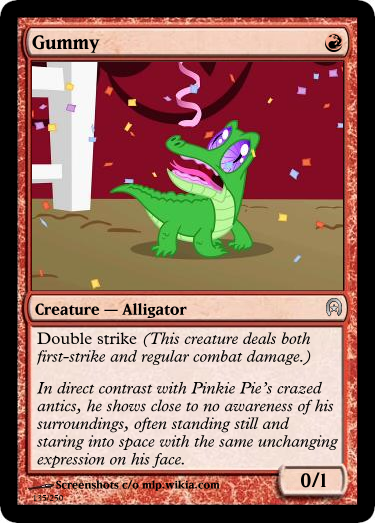 Gummy
Creature — Alligator
Double strike (This creature deals both
first-strike and regular combat damage.)
In direct contrast with Pinkie Pie's crazed
antics, he shows close to no awareness of his
surroundings, often standing still and
staring into space with the same unchanging
expression on his face.
0/1
Screenshots c/o mlp.wikia.com
135/250